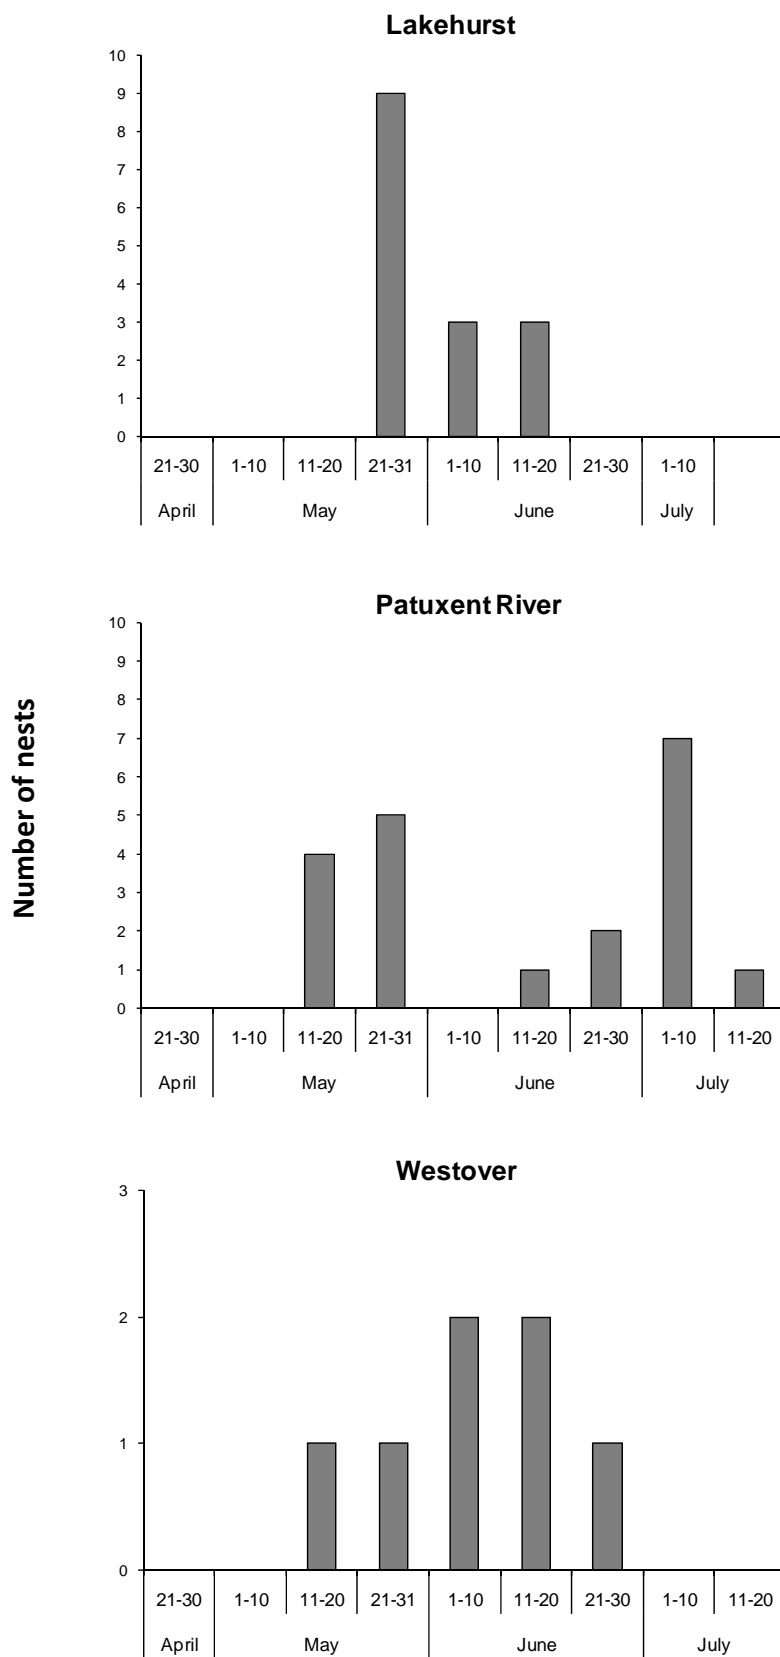 Lakehurst
10
9
8
7
6
5
4
3
2
1
0
21-30 1-10 11-20 21-31 1-10 11-20 21-30 1-10
April May June July
Number of nests
Patuxent River
10
9
8
7
6
5
4
3
2
1
0
21-30 1-10 11-20 21-31 1-10 11-20 21-30 1-10 11-20
April May June July
Westover
3
2
1
0
21-30 1-10 11-20 21-31 1-10 11-20 21-30 1-10 11-20
April May June July